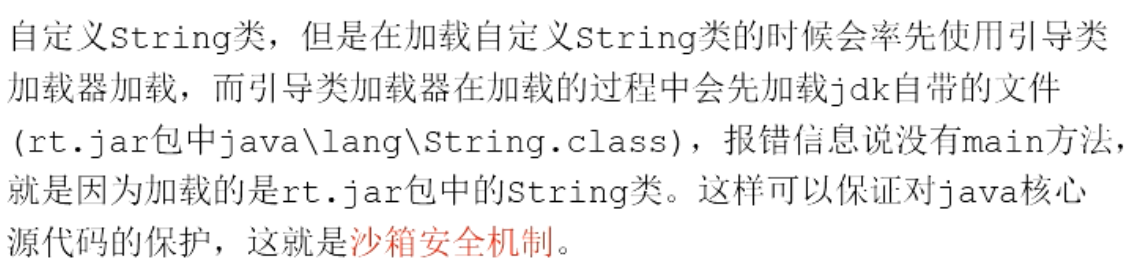 自定义String类，但是在加载自定义String类的时候会率先使用引导类
加载器加载，而引导类加载器在加载的过程中会先加载jdk自带的文件
(rt.jar包中java\lang\String.class)，报错信息说没有main方法，
就是因为加载的是rt.jar包中的String类。这样可以保证对java核心
源代码的保护，这就是沙箱安全机制。